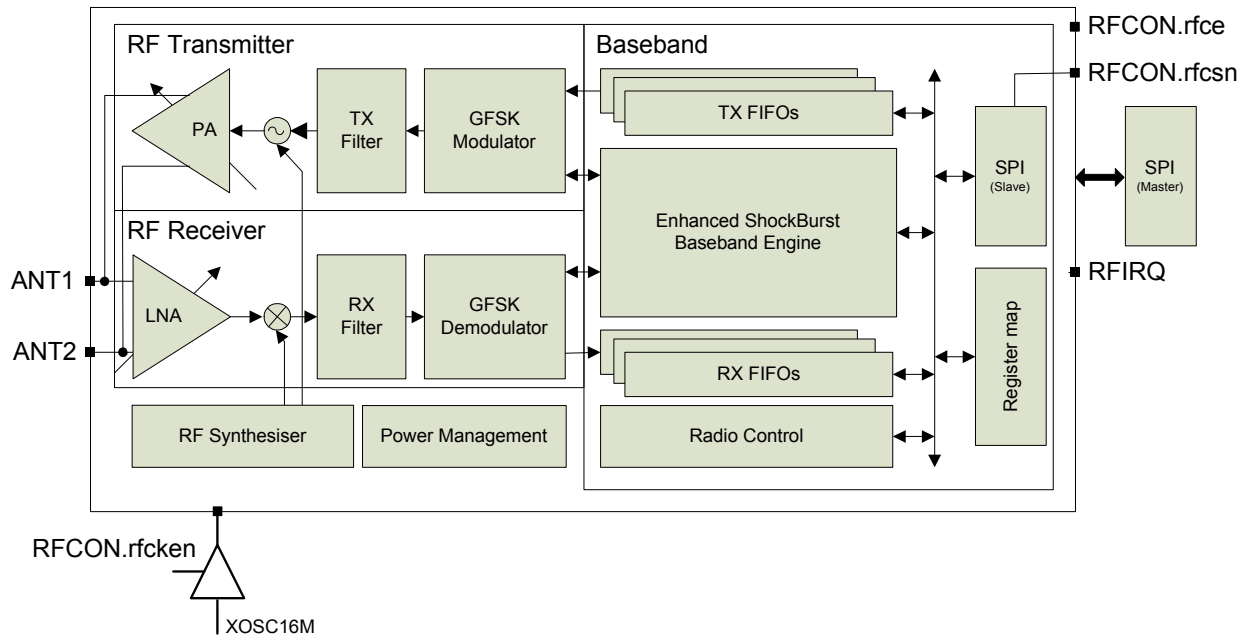 RF Transmitter
Baseband
RFCON.rfce
RFCON.rfcsn
PA
TX
Filter
GFSK
Modulator
TX FIFOs
SPI
(Slave)
SPI
(Master)
Enhanced ShockBurst
Baseband Engine
RF Receiver
ANT1
ANT2
LNA
RX
Filter
GFSK
Demodulator
RFIRQ
RX FIFOs
Register map
RF Synthesiser
Power Management
Radio Control
RFCON.rfcken
XOSC16M